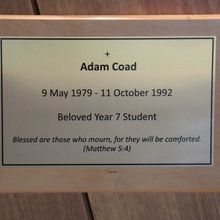 +
Adam Coad
9 May 1979 - 11 October 1992
Beloved Year 7 Student
Blessed are those who mourn, for they will be comforted.
(Matthew 5:4)